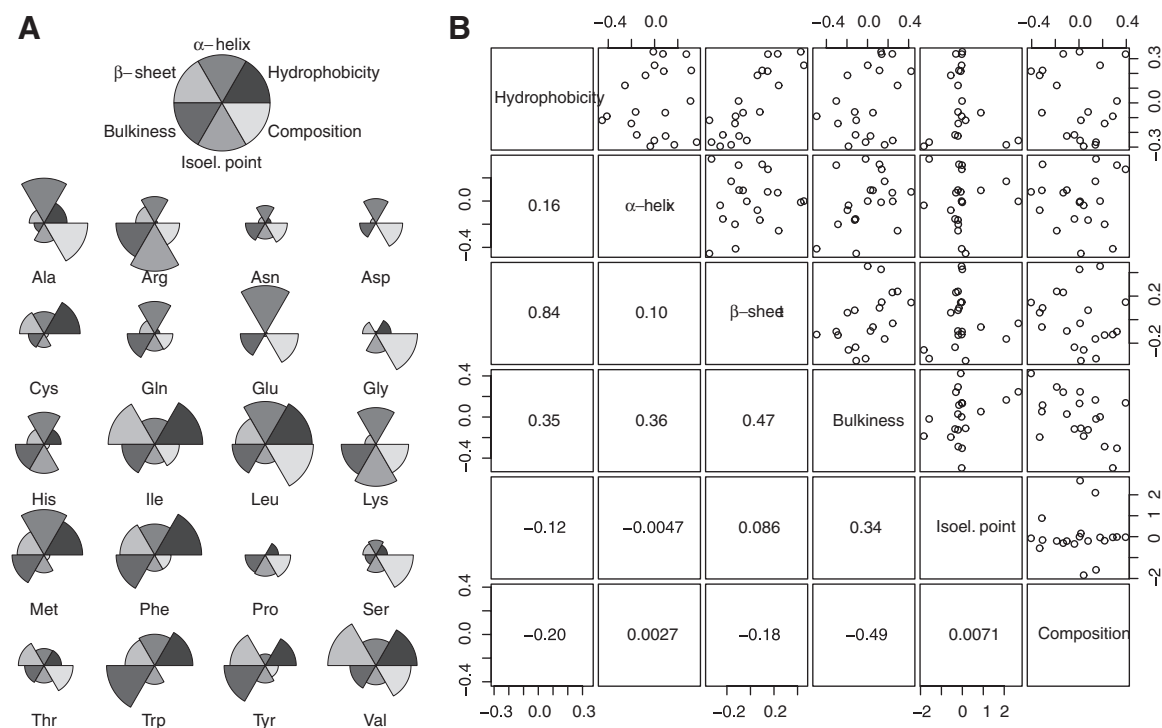 A
α−helix
β−sheet
Hydrophobicity
Bulkiness
Composition
Isoel. point
Ala Arg Asn Asp
Cys Gln Glu Gly
His Ile Leu Lys
Met Phe Pro Ser
Thr Trp Tyr Val
B
−0.4 0.0
−0.4 0.0 0.4
−0.4 0.0 0.4
Hydrophobicity
−0.3 0.0 0.3
−0.4 0.0
0.16 α−helix
0.84 0.10 β−sheet
−0.2 0.2
−0.4 0.0 0.4
0.35 0.36 0.47 Bulkiness
−0.12 −0.0047 0.086 0.34 Isoel. point
−2 0 1 2
−0.4 0.0 0.4
−0.20 0.0027 −0.18 −0.49 0.0071 Composition
−0.3 0.0 0.3
−0.2 0.2
−2 0 1 2